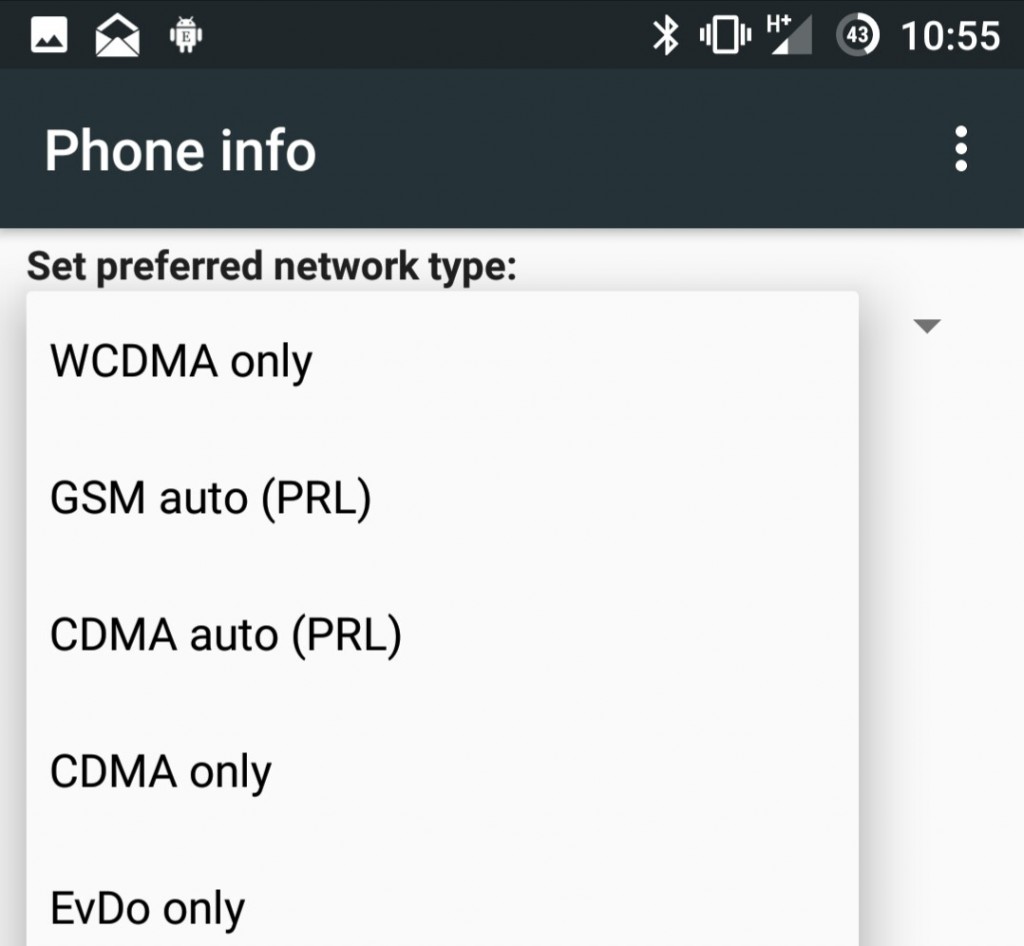 E
H+
43
10:55
Phone info
Set preferred network type:
WCDMA only
GSM auto (PRL)
CDMA auto (PRL)
CDMA only
EvDo only